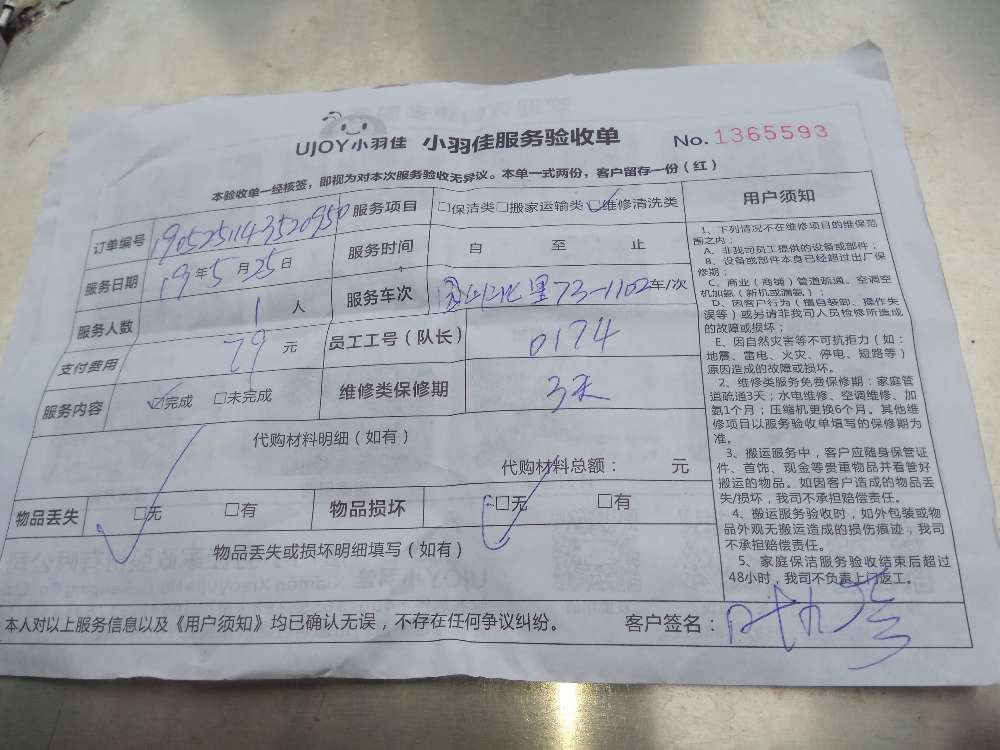 UJOY小羽佳 小羽佳服务验收单 No.1365593
本验收单一经核签，即视为对本次服务验收无异议。本单一式两份，客户留存一份（红）
订单编号 1905251143520950 服务项目 □保洁类□搬家运输类□维修清洗类
服务日期 19年5月25日 服务时间 自 至 止
服务人数 1人 服务车次 里73-1102车/次
支付费用 79元 员工工号（队长） 0174
服务内容 ☑完成 □未完成 维修类保修期 3天
代购材料明细（如有）
代购材料总额： 元
物品丢失 □无 □有 物品损坏 □无 □有
物品丢失或损坏明细填写（如有）
用户须知
1、下列情况不在维修项目的维保范
围之内；
A、非我司员工提供的设备或部件；
B、设备或部件本身已经超过出厂保
修期；
C、商业（商铺）管道疏通、空调空
机加氨（新机或漏氨）；
D、因客户行为（擅自装卸、操作失
误等）或另请非我司人员检修所造成
的故障或损坏；
E、因自然灾害等不可抗拒力（如：
地震、雷电、火灾、停电、短路等）
原因造成的故障或损坏。
2、维修类服务免费保修期：家庭管
道疏通3天；水电维修、空调维修、加
氨1个月；压缩机更换6个月。其他维
修项目以服务验收单填写的保修期为
准。
3、搬运服务中，客户应随身保管证
件、首饰、现金等贵重物品并看管好
搬运的物品。如因客户造成的物品丢
失/损坏，我司不承担赔偿责任。
4、搬运服务验收时，如外包装或物
品外观无搬运造成的损伤痕迹，我司
不承担赔偿责任。
5、家庭保洁服务验收结束后超过
48小时，我司不负责上门返工。
本人对以上服务信息以及《用户须知》均已确认无误，不存在任何争议纠纷。 客户签名：